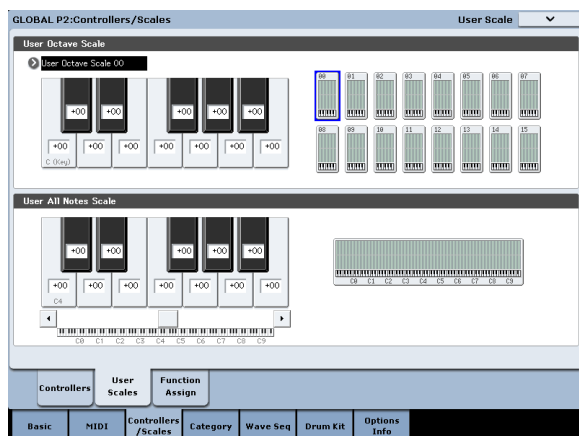 GLOBAL P2:Controllers/Scales User Scale
User Octave Scale
User Octave Scale 00
00 01 02 03 04 05 06 07
+00 +00 +00 +00 +00
+00 +00 +00 +00 +00 +00 +00
08 09 10 11 12 13 14 15
C (Key)
User All Notes Scale
+00 +00 +00 +00 +00
+00 +00 +00 +00 +00 +00 +00
C0 C1 C2 C3 C4 C5 C6 C7 C8 C9
C4
C0 C1 C2 C3 C4 C5 C6 C7 C8 C9
Controllers User Scales Function Assign
Basic MIDI Controllers /Scales Category Wave Seq Drum Kit Options Info